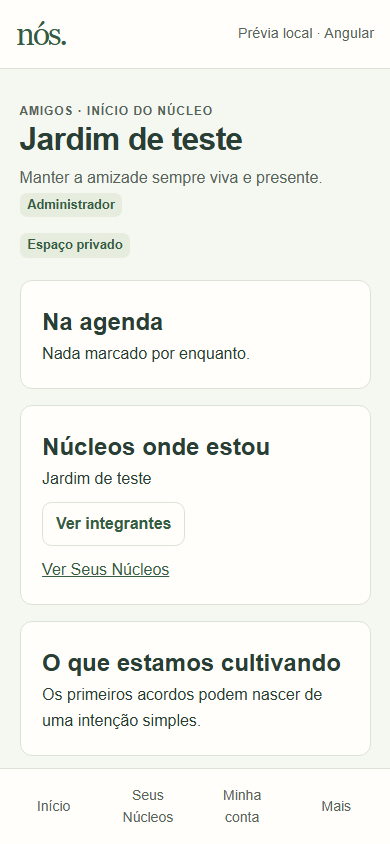 nós.
Prévia local · Angular
AMIGOS · INÍCIO DO NÚCLEO
Jardim de teste
Manter a amizade sempre viva e presente.
Administrador
Espaço privado
Na agenda
Nada marcado por enquanto.
Núcleos onde estou
Jardim de teste
Ver integrantes
Ver Seus Núcleos
O que estamos cultivando
Os primeiros acordos podem nascer de
uma intenção simples.
Início
Seus
Núcleos
Minha
conta
Mais